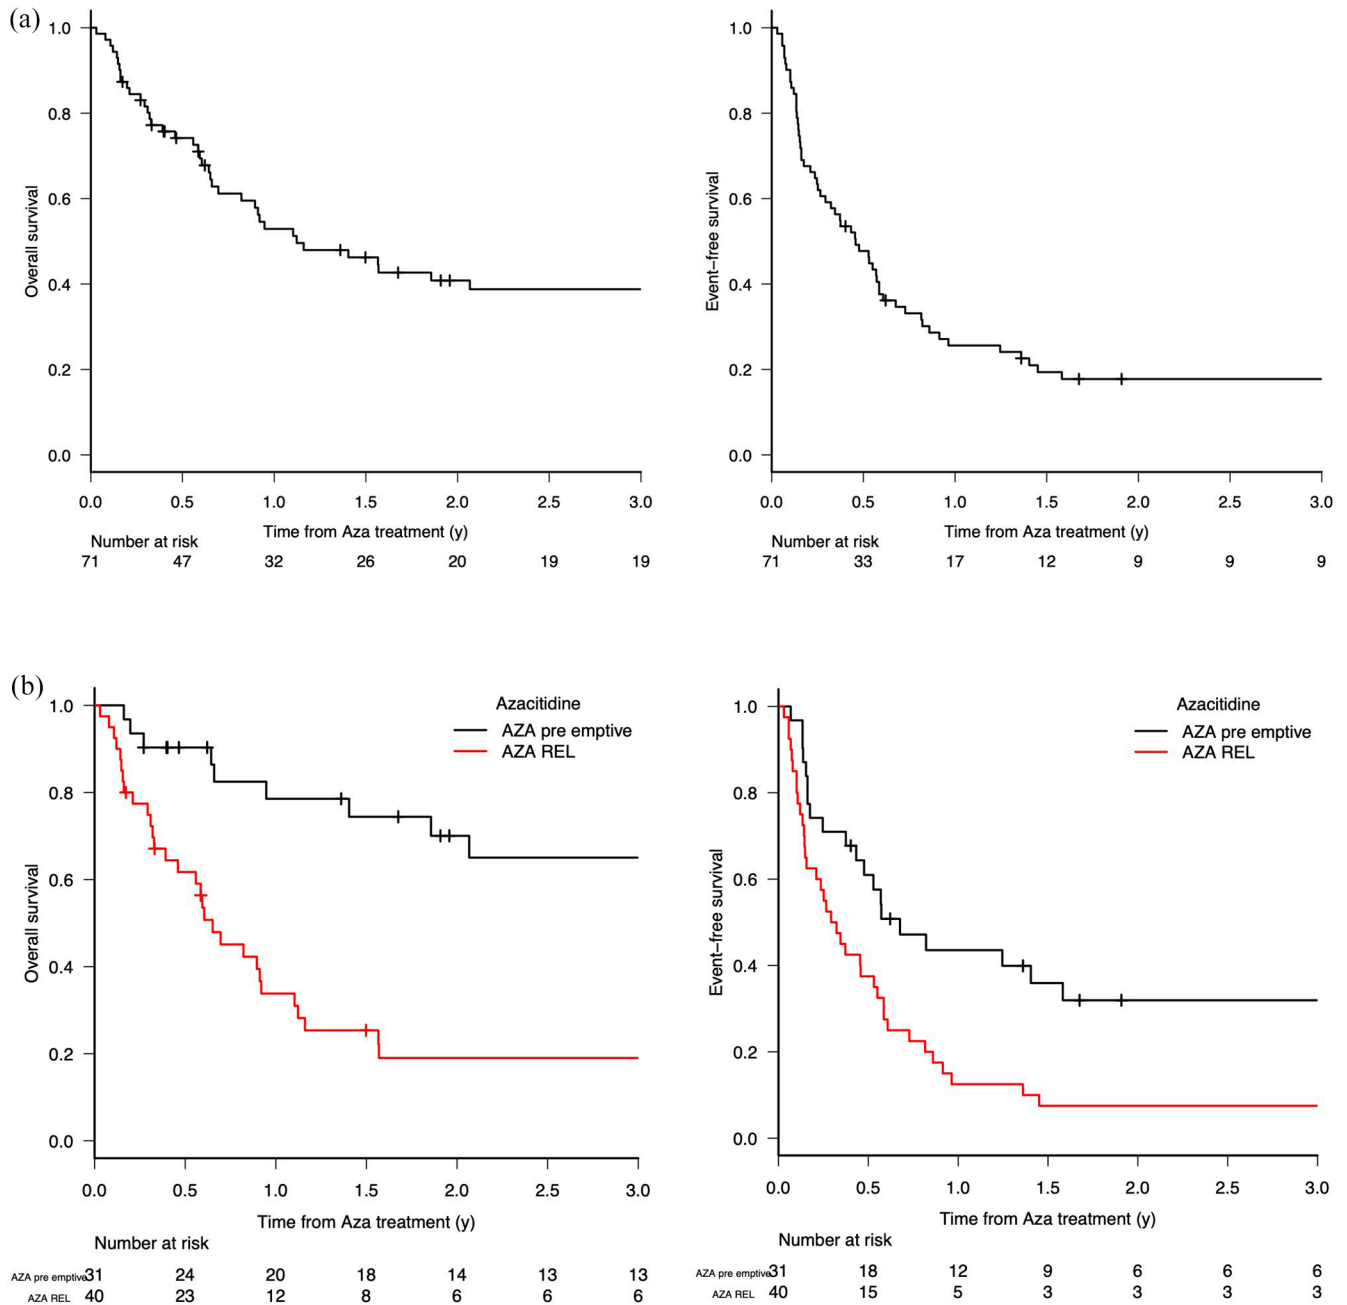 (a)
1.0
0.8
0.6
0.4
0.2
0.0
Overall survival
0.0 0.5 1.0 1.5 2.0 2.5 3.0
Time from Aza treatment (y)
Number at risk
71 47 32 26 20 19 19
1.0
0.8
0.6
0.4
0.2
0.0
Event−free survival
0.0 0.5 1.0 1.5 2.0 2.5 3.0
Time from Aza treatment (y)
Number at risk
71 33 17 12 9 9 9
(b)
Azacitidine
AZA pre emptive
AZA REL
1.0
0.8
0.6
0.4
0.2
0.0
Overall survival
0.0 0.5 1.0 1.5 2.0 2.5 3.0
Time from Aza treatment (y)
Number at risk
AZA pre emptive 31 24 20 18 14 13 13
AZA REL 40 23 12 8 6 6 6
Azacitidine
AZA pre emptive
AZA REL
1.0
0.8
0.6
0.4
0.2
0.0
Event−free survival
0.0 0.5 1.0 1.5 2.0 2.5 3.0
Time from Aza treatment (y)
Number at risk
AZA pre emptive 31 18 12 9 6 6 6
AZA REL 40 15 5 3 3 3 3